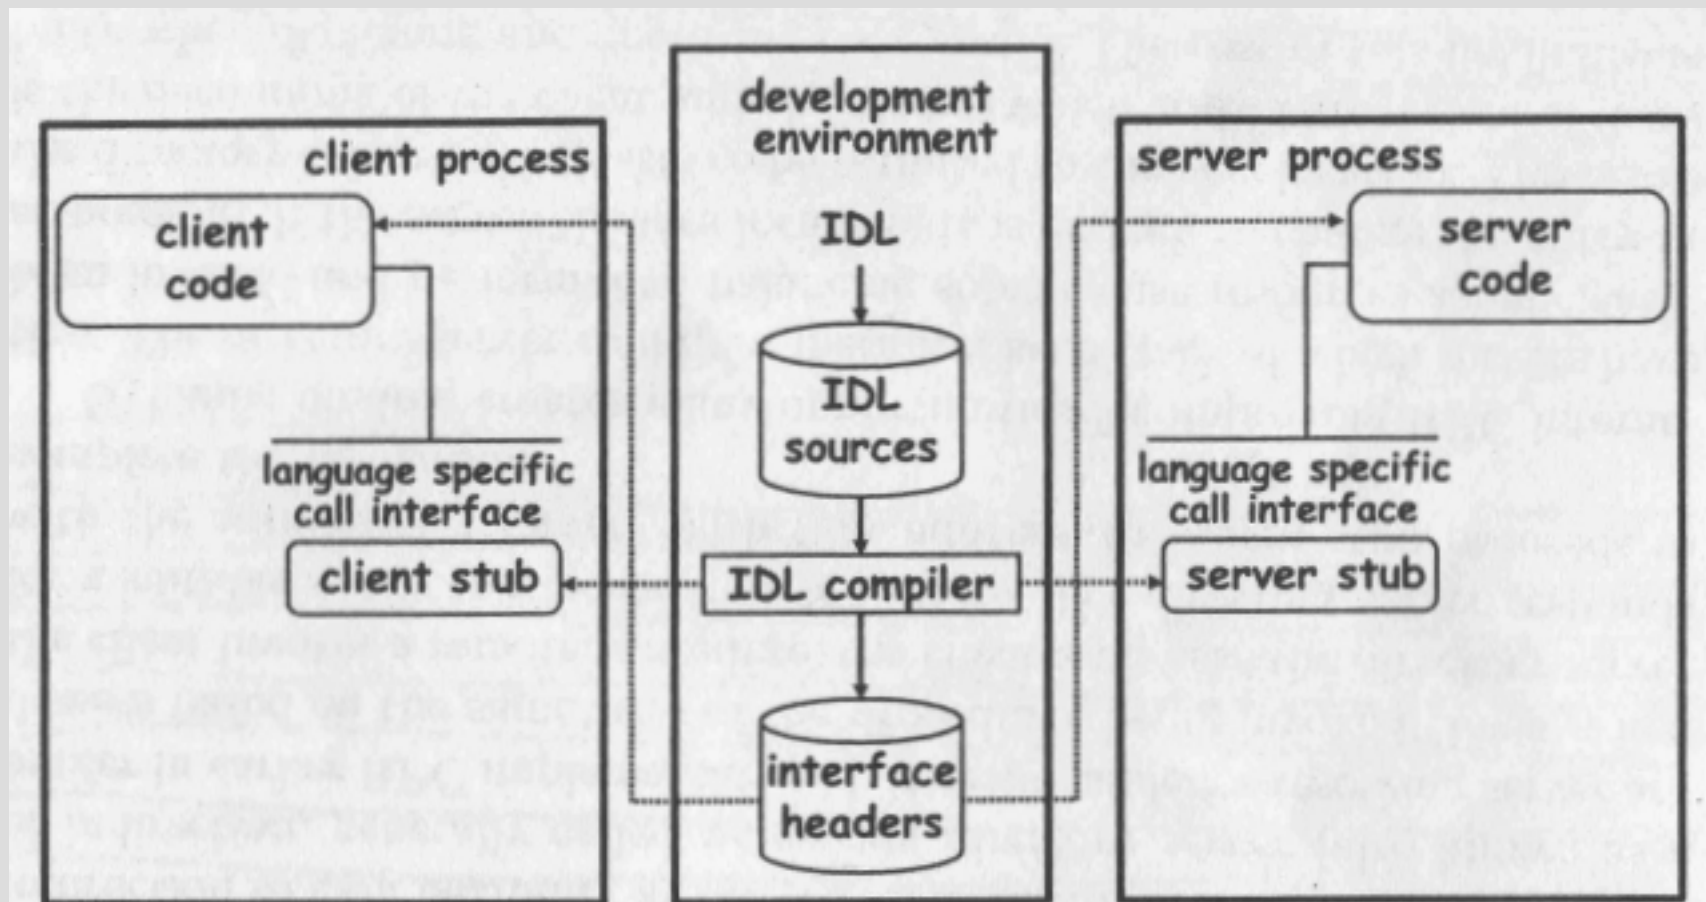 development
environment
client process
client
code
language specific
call interface
client stub
IDL
IDL
sources
IDL compiler
interface
headers
server process
server
code
language specific
call interface
server stub